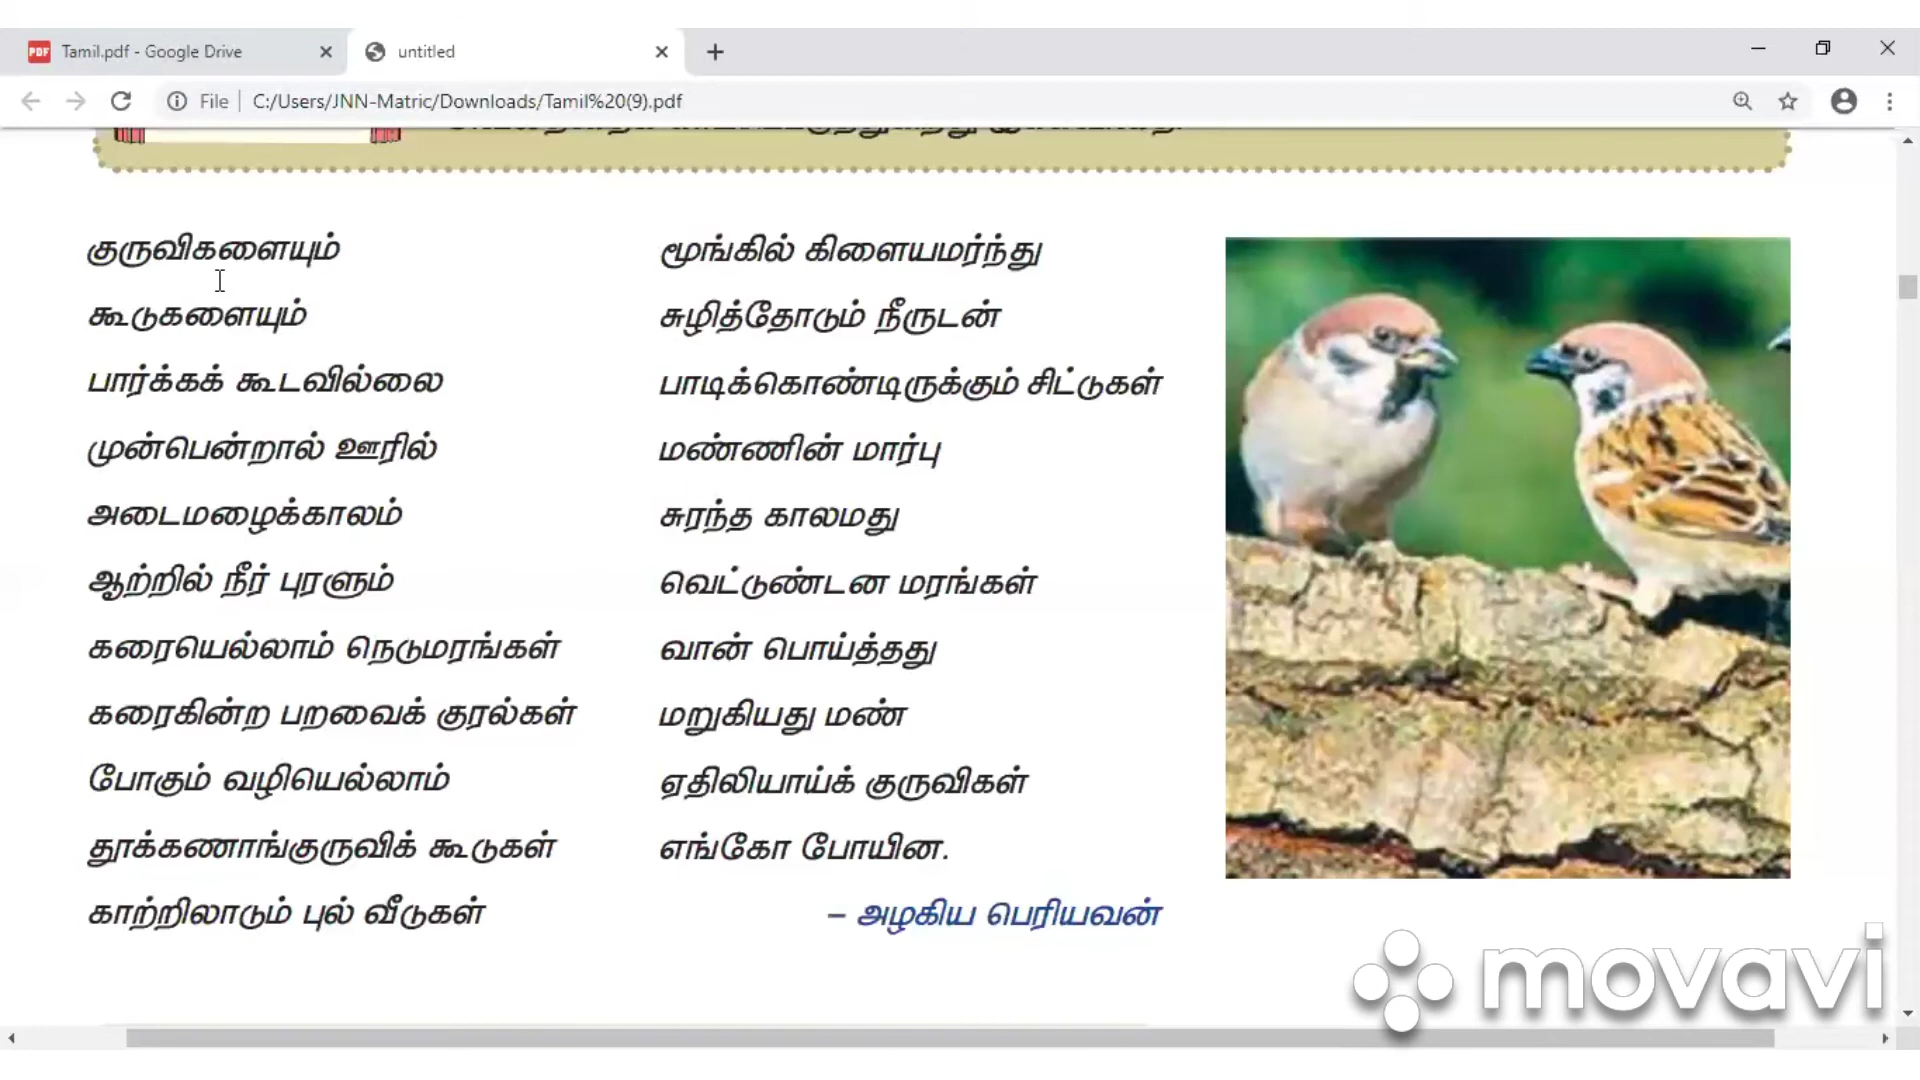 Tamil.pdf - Google Drive
untitled
File
C:/Users/JNN-Matric/Downloads/Tamil%20(9).pdf
குருவிகளையும்
கூடுகளையும்
பார்க்கக் கூடவில்லை
முன்பென்றால் ஊரில்
அடைமழைக்காலம்
ஆற்றில் நீர் புரளும்
கரையெல்லாம் நெடுமரங்கள்
கரைகின்ற பறவைக் குரல்கள்
போகும் வழியெல்லாம்
தூக்கணாங்குருவிக் கூடுகள்
காற்றிலாடும் புல் வீடுகள்
மூங்கில் கிளையமர்ந்து
சுழித்தோடும் நீருடன்
பாடிக்கொண்டிருக்கும் சிட்டுகள்
மண்ணின் மார்பு
சுரந்த காலமது
வெட்டுண்டன மரங்கள்
வான் பொய்த்தது
மறுகியது மண்
ஏதிலியாய்க் குருவிகள்
எங்கோ போயின.
– அழகிய பெரியவன்
movavi